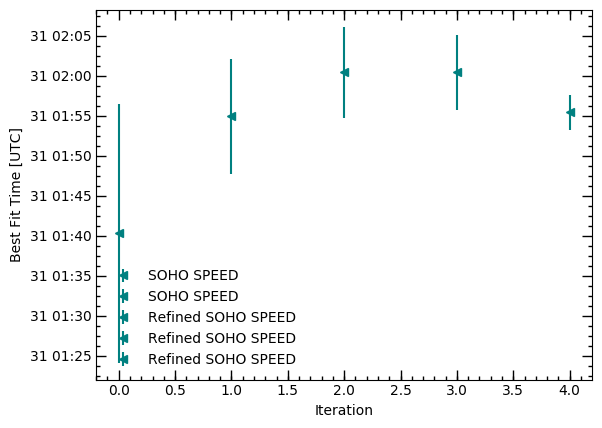 31 02:05
31 02:00
31 01:55
31 01:50
31 01:45
31 01:40
31 01:35
31 01:30
31 01:25
Best Fit Time [UTC]
SOHO SPEED
SOHO SPEED
Refined SOHO SPEED
Refined SOHO SPEED
Refined SOHO SPEED
0.0 0.5 1.0 1.5 2.0 2.5 3.0 3.5 4.0
Iteration